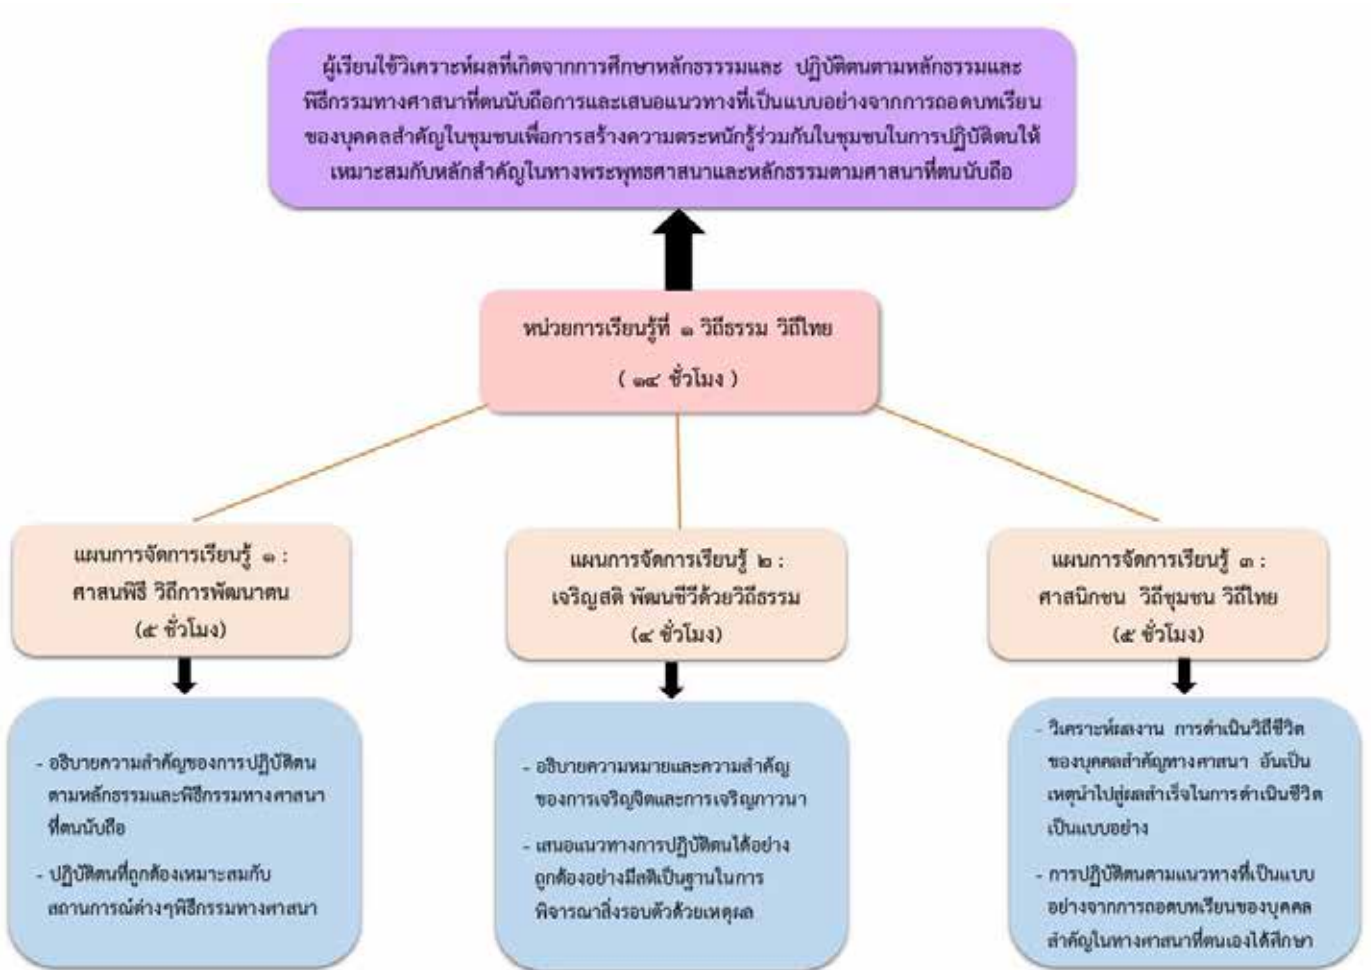 ผู้เรียนใช้วิเคราะห์ผลที่เกิดจากการศึกษาหลักธรรรมและ ปฏิบัติตนตามหลักธรรมและ
พิธีกรรมทางศาสนาที่ตนนับถือการและเสนอแนวทางที่เป็นแบบอย่างจากการถอดบทเรียน
ของบุคคลสำคัญในชุมชนเพื่อการสร้างความตระหนักรู้ร่วมกันในชุมชนในการปฏิบัติตนให้
เหมาะสมกับหลักสำคัญในทางพระพุทธศาสนาและหลักธรรมตามศาสนาที่ตนนับถือ
หน่วยการเรียนรู้ที่ ๑ วิถีธรรม วิถีไทย
( ๑๔ ชั่วโมง )
แผนการจัดการเรียนรู้ ๑ :
ศาสนพิธี วิถีการพัฒนาตน
(๕ ชั่วโมง)
- อธิบายความสำคัญของการปฏิบัติตน
ตามหลักธรรมและพิธีกรรมทางศาสนา
ที่ตนนับถือ
- ปฏิบัติตนที่ถูกต้องเหมาะสมกับ
สถานการณ์ต่างๆพิธีกรรมทางศาสนา
แผนการจัดการเรียนรู้ ๒ :
เจริญสติ พัฒนชีวีด้วยวิถีธรรม
(๔ ชั่วโมง)
- อธิบายความหมายและความสำคัญ
ของการเจริญจิตและการเจริญภาวนา
- เสนอแนวทางการปฏิบัติตนได้อย่าง
ถูกต้องอย่างมีสติเป็นฐานในการ
พิจารณาสิ่งรอบตัวด้วยเหตุผล
แผนการจัดการเรียนรู้ ๓ :
ศาสนิกชน วิถีชุมชน วิถีไทย
(๕ ชั่วโมง)
- วิเคราะห์ผลงาน การดำเนินวิถีชีวิต
ของบุคคลสำคัญทางศาสนา อันเป็น
เหตุนำไปสู่ผลสำเร็จในการดำเนินชีวิต
เป็นแบบอย่าง
- การปฏิบัติตนตามแนวทางที่เป็นแบบ
อย่างจากการถอดบทเรียนของบุคคล
สำคัญในทางศาสนาที่ตนเองได้ศึกษา